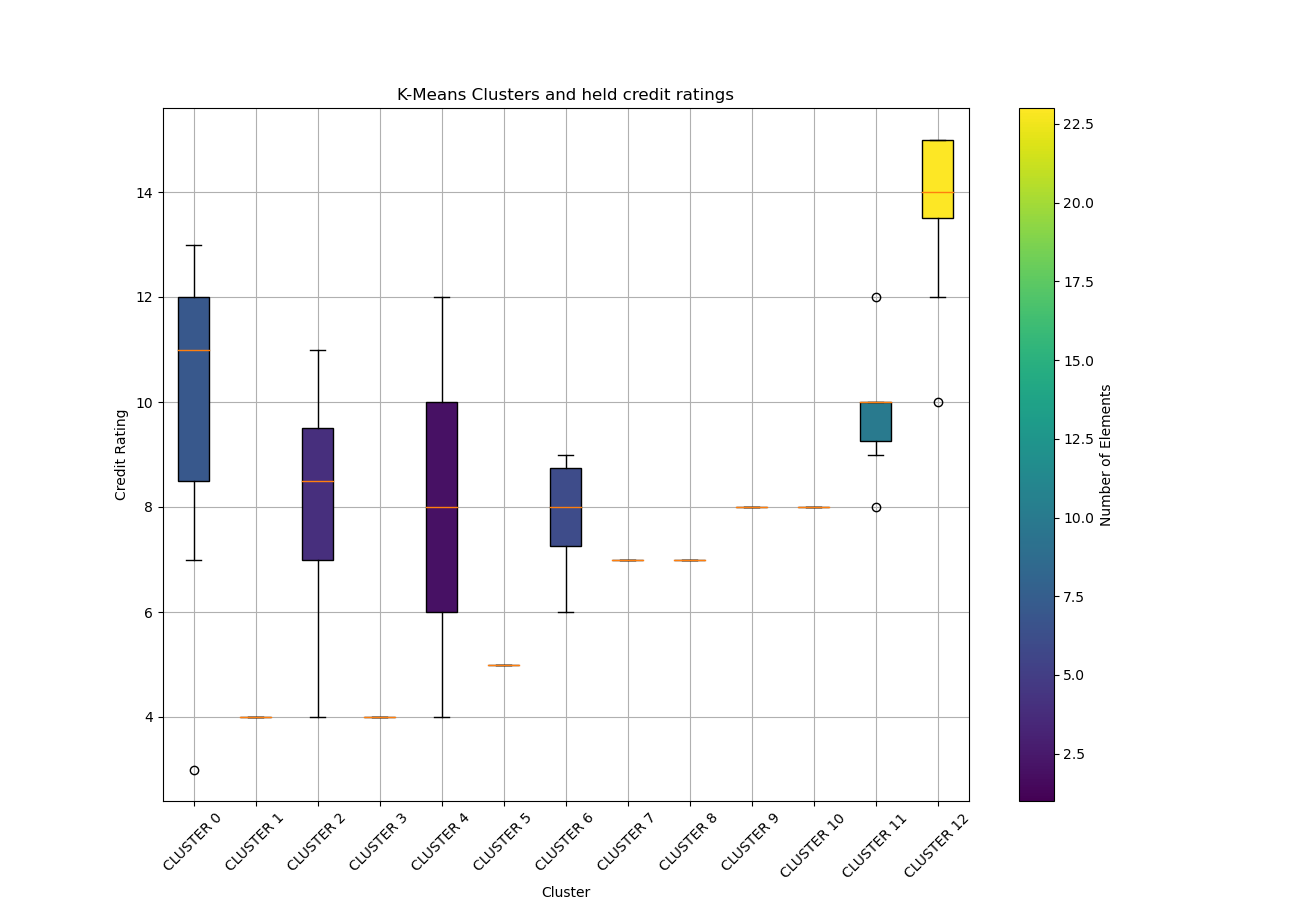 K-Means Clusters and held credit ratings
Credit Rating
14
12
10
8
6
4
CLUSTER 0
CLUSTER 1
CLUSTER 2
CLUSTER 3
CLUSTER 4
CLUSTER 5
CLUSTER 6
CLUSTER 7
CLUSTER 8
CLUSTER 9
CLUSTER 10
CLUSTER 11
CLUSTER 12
Cluster
22.5
20.0
17.5
15.0
12.5
10.0
7.5
5.0
2.5
Number of Elements